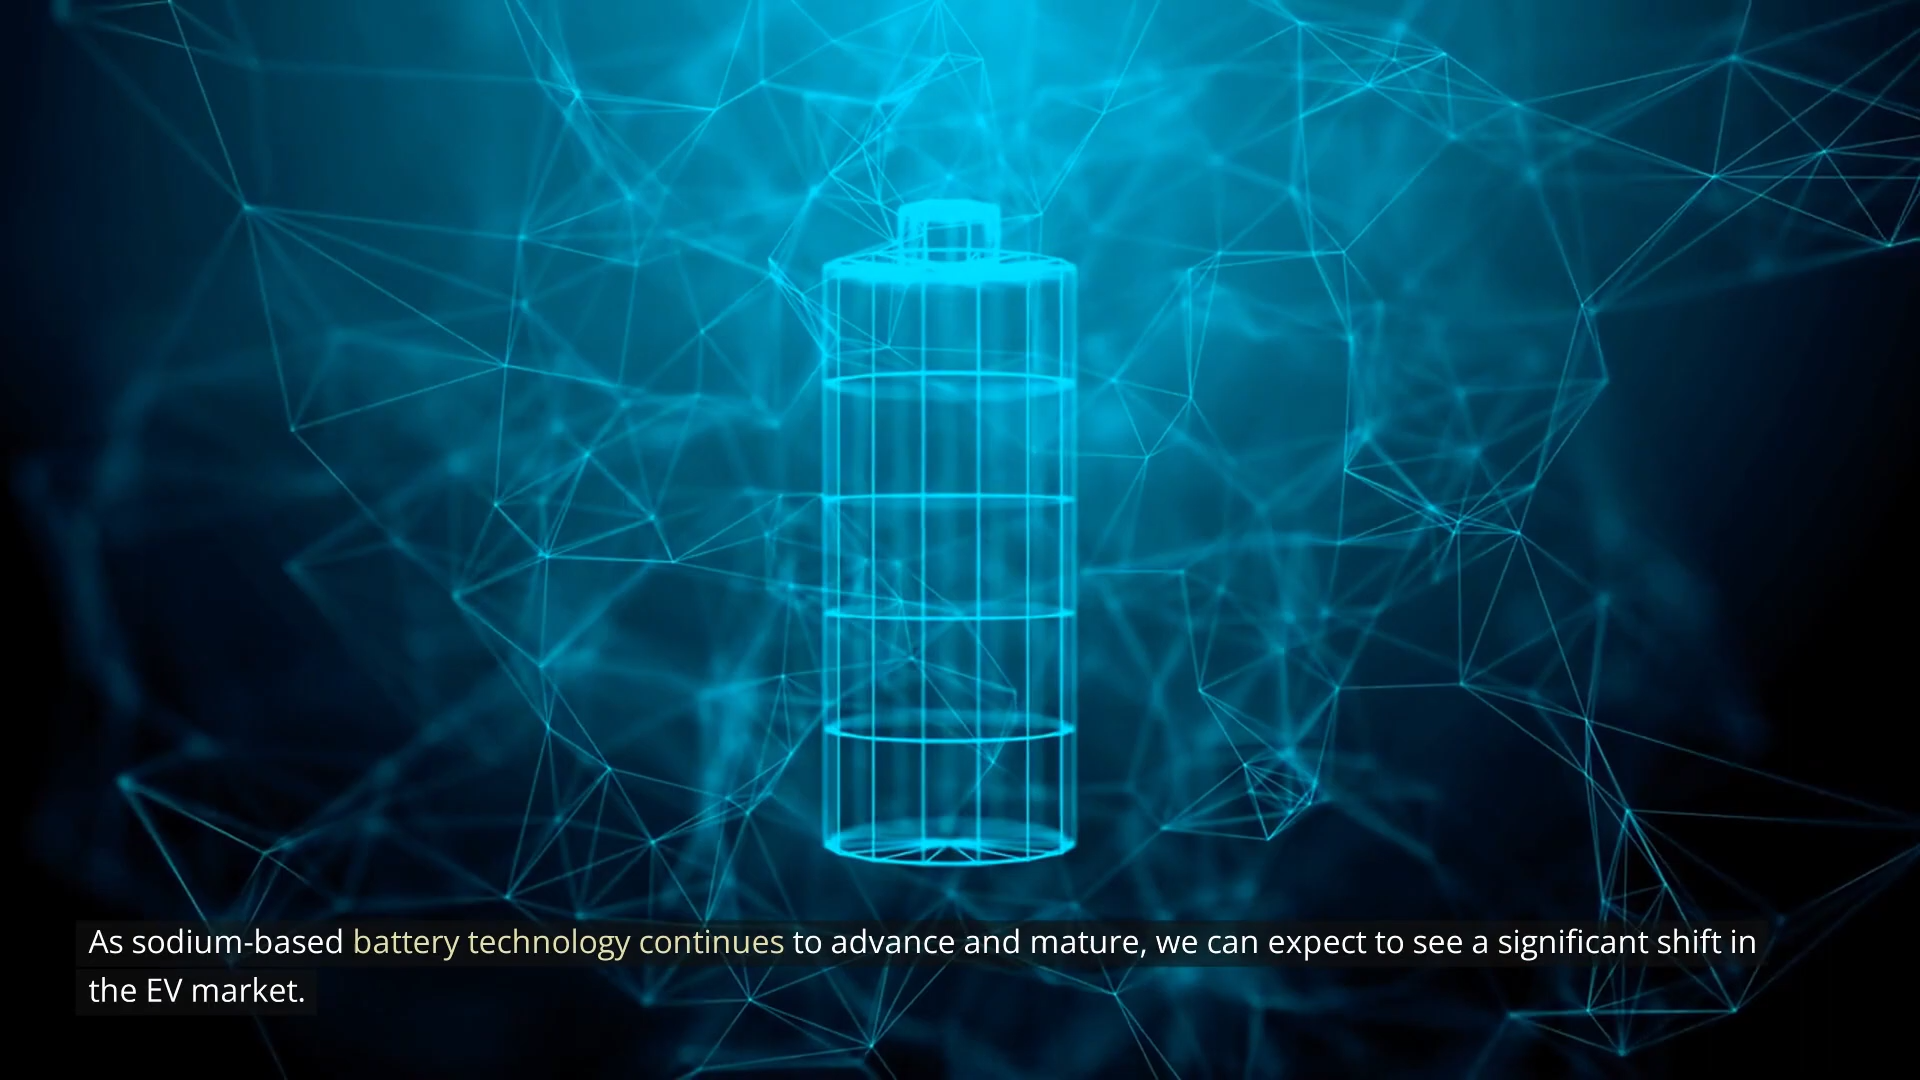 As sodium-based battery technology continues to advance and mature, we can expect to see a significant shift in
the EV market.